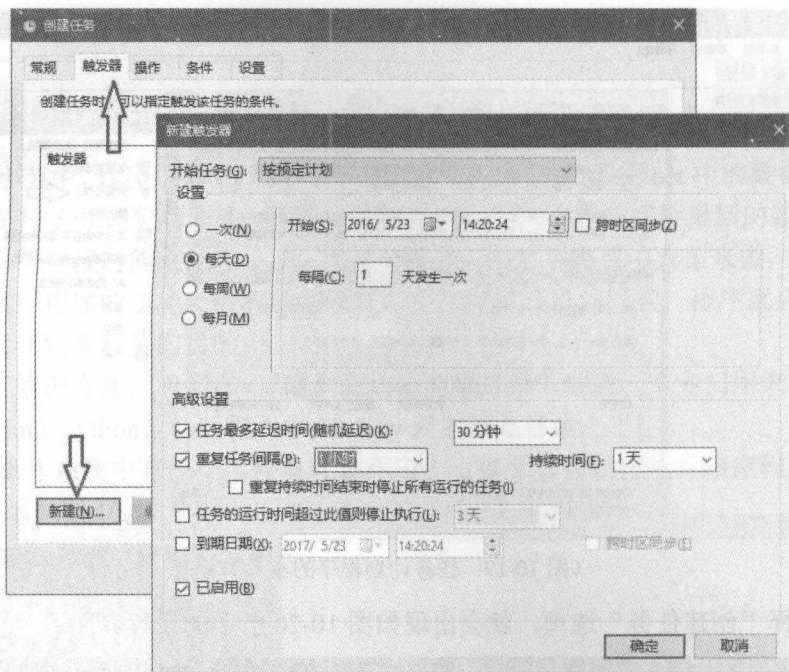 创建任务
常规 触发器 操作 条件 设置
创建任务时，可以指定触发该任务的条件。
触发器
新建(N)...
新建触发器
开始任务(G): 按预定计划
设置
一次(N)
每天(D)
每周(W)
每月(M)
开始(S): 2016/ 5/23 14:20:24 跨时区同步(Z)
每隔(C): 1 天发生一次
高级设置
任务最多延迟时间(随机延迟)(K): 30 分钟
重复任务间隔(P): 1 小时 持续时间(F): 1 天
重复持续时间结束时停止所有运行的任务(I)
任务的运行时间超过此值则停止执行(L): 3 天
到期日期(X): 2017/ 5/23 14:20:24 跨时区同步(E)
已启用(B)
确定 取消